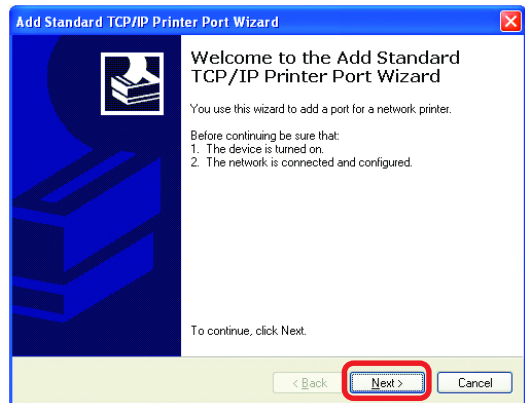 Add Standard TCP/IP Printer Port Wizard
Welcome to the Add Standard
TCP/IP Printer Port Wizard
You use this wizard to add a port for a network printer.
Before continuing be sure that:
1. The device is turned on.
2. The network is connected and configured.
To continue, click Next.
< Back
Next >
Cancel